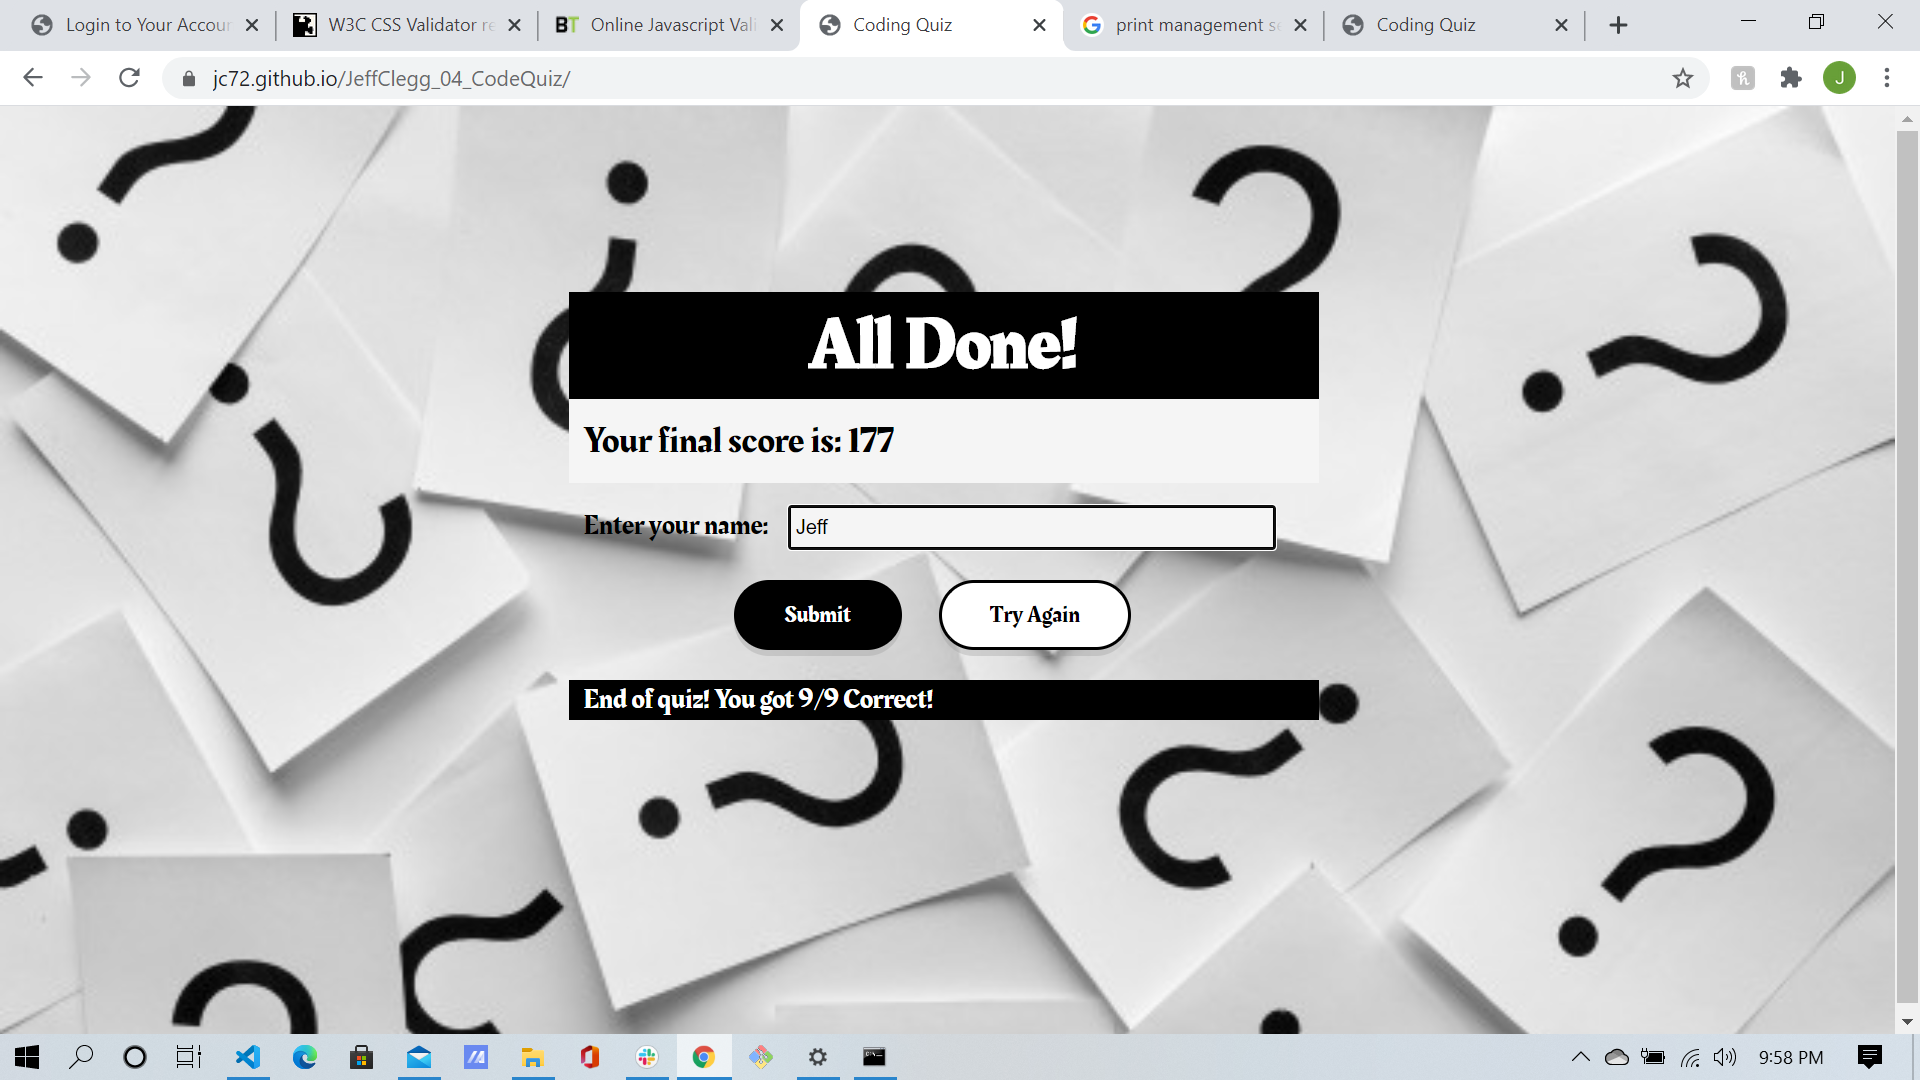 Login to Your Accour
W3C CSS Validator re
BT Online Javascript Vali
Coding Quiz
print management se
Coding Quiz
jc72.github.io/JeffClegg_04_CodeQuiz/
J
All Done!
Your final score is: 177
Enter your name: Jeff
Submit Try Again
End of quiz! You got 9/9 Correct!
9:58 PM